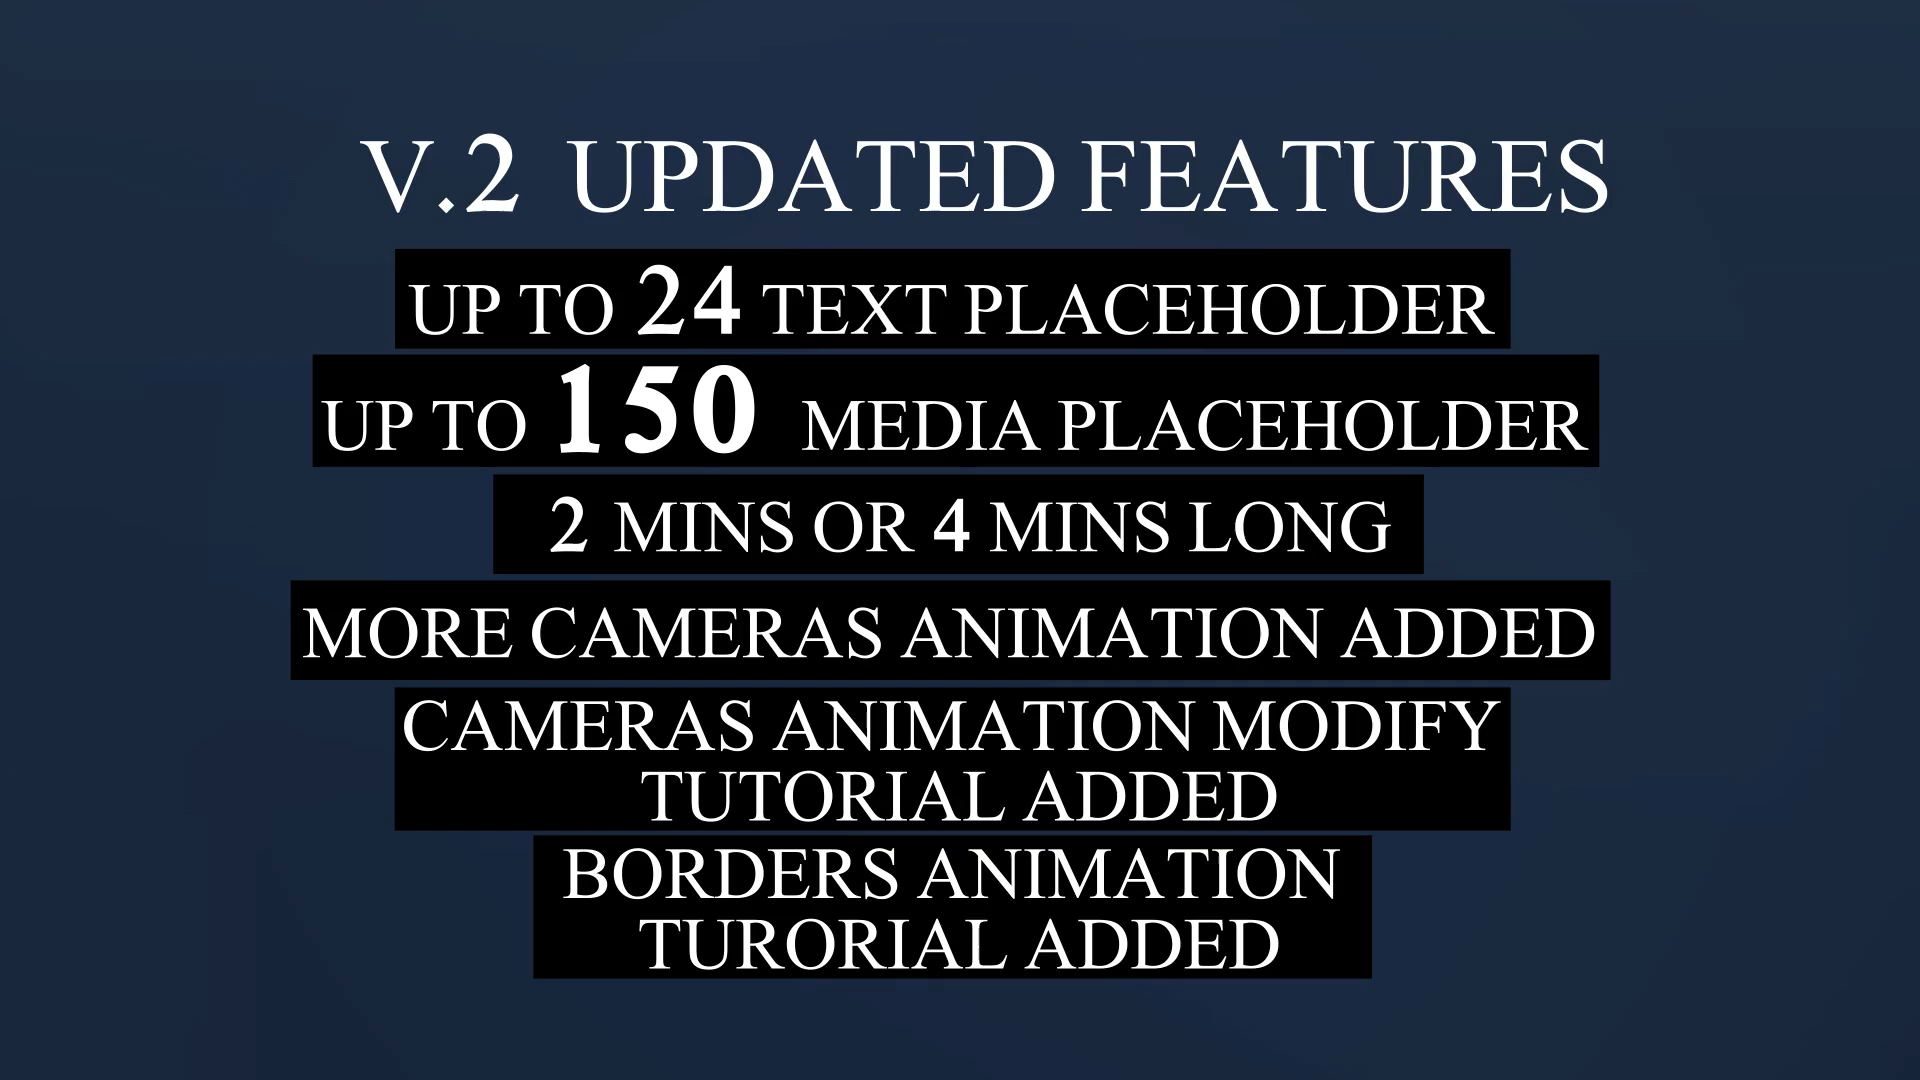 V.2 UPDATED FEATURES
UP TO 24 TEXT PLACEHOLDER
UP TO 150 MEDIA PLACEHOLDER
2 MINS OR 4 MINS LONG
MORE CAMERAS ANIMATION ADDED
CAMERAS ANIMATION MODIFY
TUTORIAL ADDED
BORDERS ANIMATION
TURORIAL ADDED